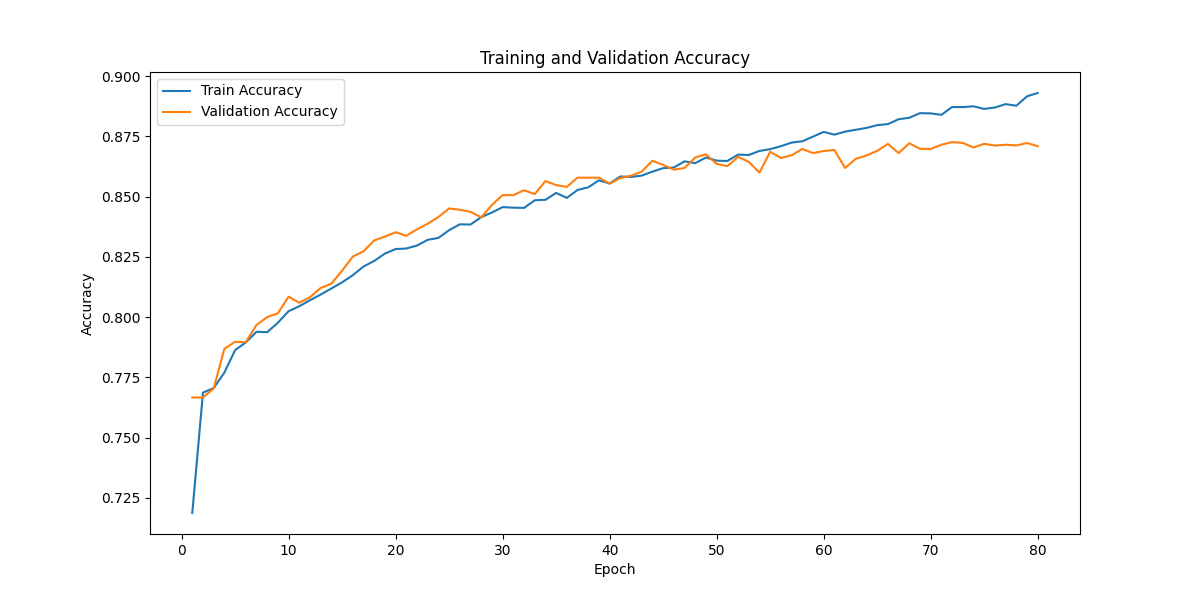 Training and Validation Accuracy
Train Accuracy
Validation Accuracy
0.900
0.875
0.850
0.825
0.800
0.775
0.750
0.725
Accuracy
0 10 20 30 40 50 60 70 80
Epoch